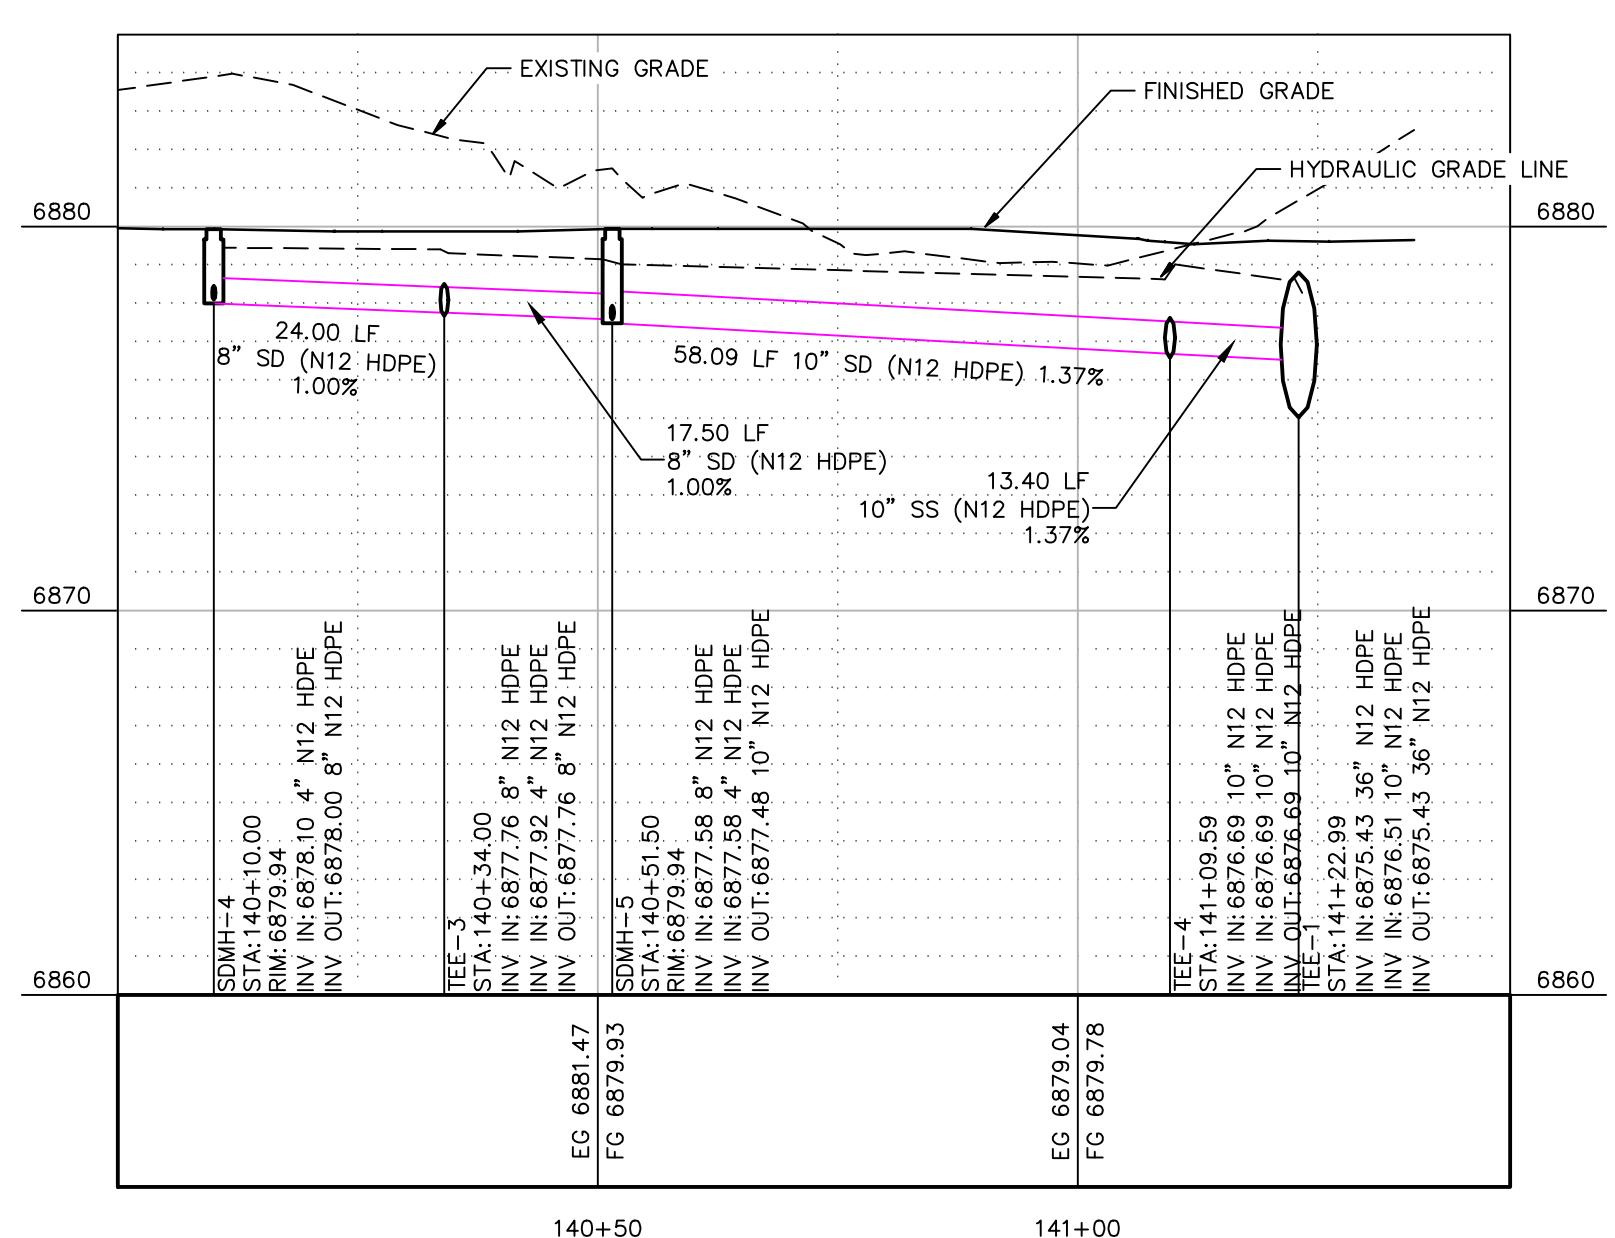 EXISTING GRADE
FINISHED GRADE
HYDRAULIC GRADE LINE
6880
6880
24.00 LF
8” SD (N12 HDPE)
1.00%
58.09 LF 10” SD (N12 HDPE) 1.37%
17.50 LF
8” SD (N12 HDPE)
1.00%
13.40 LF
10” SS (N12 HDPE)
1.37%
6870
6870
SDMH-4
STA:140+10.00
RIM:6879.94
INV IN:6878.10 4” N12 HDPE
INV OUT:6878.00 8” N12 HDPE
TEE-3
STA:140+34.00
INV IN:6877.76 8” N12 HDPE
INV IN:6877.92 4” N12 HDPE
INV OUT:6877.76 8” N12 HDPE
SDMH-5
STA:140+51.50
RIM:6879.94
INV IN:6877.58 8” N12 HDPE
INV IN:6877.58 4” N12 HDPE
INV OUT:6877.48 10” N12 HDPE
TEE-4
STA:141+09.59
INV IN:6876.69 10” N12 HDPE
INV IN:6876.69 10” N12 HDPE
INV OUT:6876.69 10” N12 HDPE
TEE-1
STA:141+22.99
INV IN:6875.43 36” N12 HDPE
INV IN:6876.51 10” N12 HDPE
INV OUT:6875.43 36” N12 HDPE
6860
6860
EG 6881.47
FG 6879.93
EG 6879.04
FG 6879.78
140+50
141+00